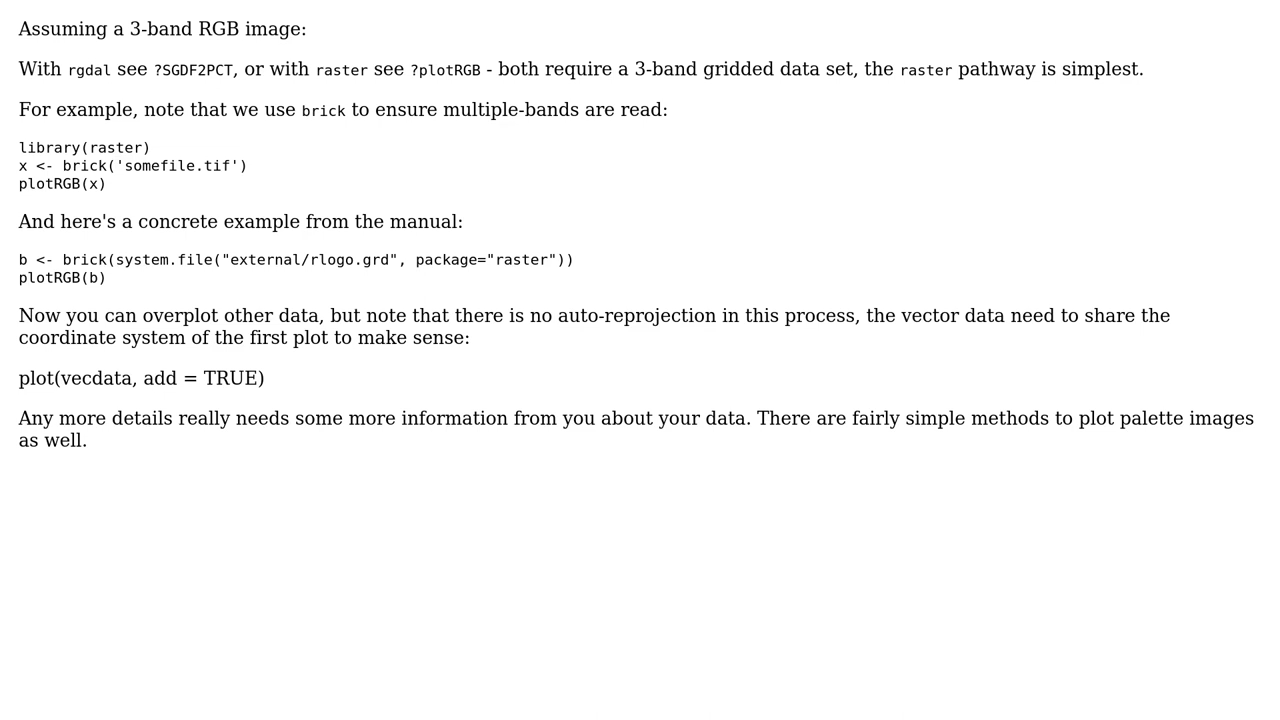 Assuming a 3-band RGB image:
With rgdal see ?SGDF2PCT, or with raster see ?plotRGB - both require a 3-band gridded data set, the raster pathway is simplest.
For example, note that we use brick to ensure multiple-bands are read:
library(raster)
x <- brick('somefile.tif')
plotRGB(x)
And here's a concrete example from the manual:
b <- brick(system.file("external/rlogo.grd", package="raster"))
plotRGB(b)
Now you can overplot other data, but note that there is no auto-reprojection in this process, the vector data need to share the
coordinate system of the first plot to make sense:
plot(vecdata, add = TRUE)
Any more details really needs some more information from you about your data. There are fairly simple methods to plot palette images
as well.